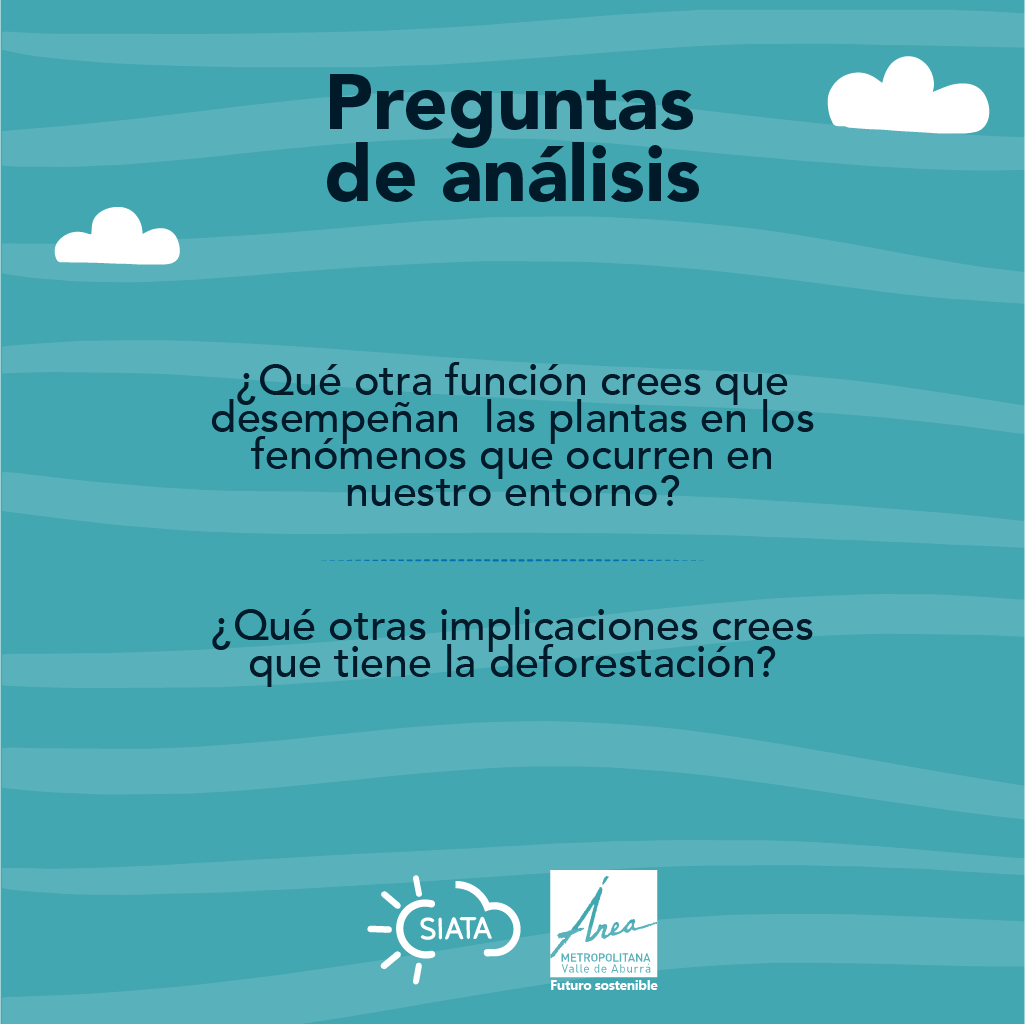 Preguntas
de análisis
¿Qué otra función crees que
desempeñan  las plantas en los
fenómenos que ocurren en
nuestro entorno?
¿Qué otras implicaciones crees
que tiene la deforestación?
SIATA
Área
METROPOLITANA
Valle de Aburrá
Futuro sostenible